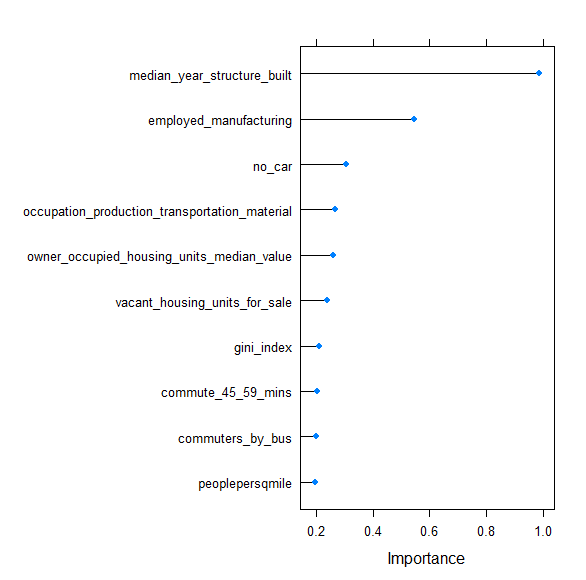 median_year_structure_built
employed_manufacturing
no_car
occupation_production_transportation_material
owner_occupied_housing_units_median_value
vacant_housing_units_for_sale
gini_index
commute_45_59_mins
commuters_by_bus
peoplepersqmile
0.2 0.4 0.6 0.8 1.0
Importance